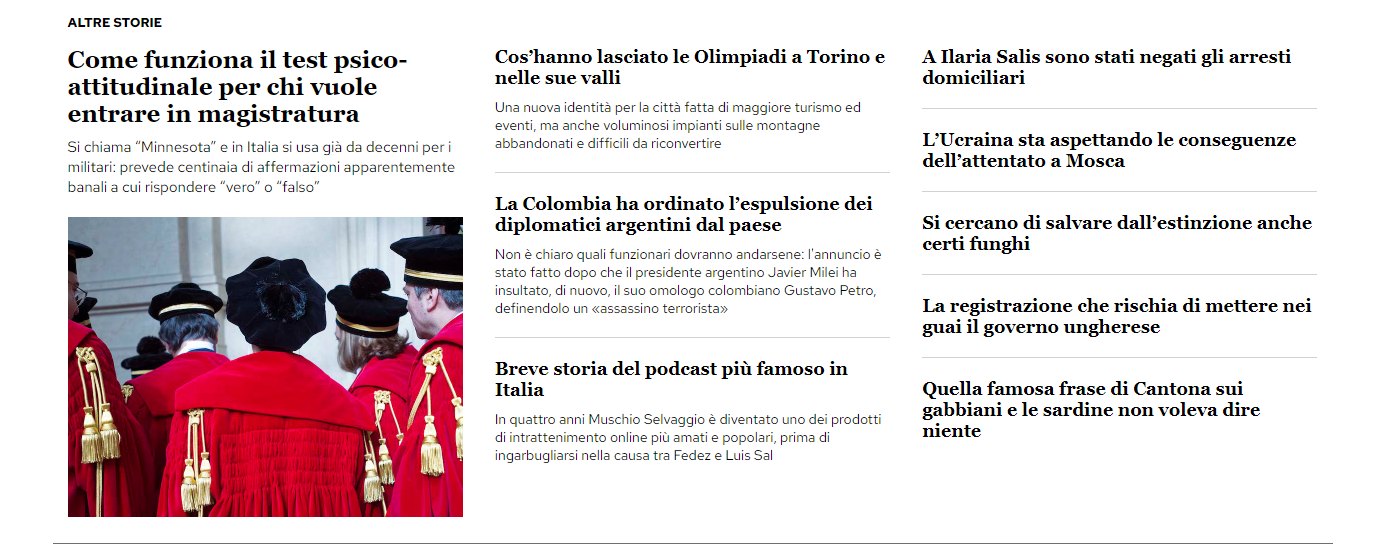 ALTRE STORIE
Come funziona il test psico-
attitudinale per chi vuole
entrare in magistratura
Si chiama “Minnesota” e in Italia si usa già da decenni per i
militari: prevede centinaia di affermazioni apparentemente
banali a cui rispondere “vero” o “falso”
Cos’hanno lasciato le Olimpiadi a Torino e
nelle sue valli
Una nuova identità per la città fatta di maggiore turismo ed
eventi, ma anche voluminosi impianti sulle montagne
abbandonati e difficili da riconvertire
La Colombia ha ordinato l’espulsione dei
diplomatici argentini dal paese
Non è chiaro quali funzionari dovranno andarsene: l'annuncio è
stato fatto dopo che il presidente argentino Javier Milei ha
insultato, di nuovo, il suo omologo colombiano Gustavo Petro,
definendolo un «assassino terrorista»
Breve storia del podcast più famoso in
Italia
In quattro anni Muschio Selvaggio è diventato uno dei prodotti
di intrattenimento online più amati e popolari, prima di
ingarbugliarsi nella causa tra Fedez e Luis Sal
A Ilaria Salis sono stati negati gli arresti
domiciliari
L’Ucraina sta aspettando le conseguenze
dell’attentato a Mosca
Si cercano di salvare dall’estinzione anche
certi funghi
La registrazione che rischia di mettere nei
guai il governo ungherese
Quella famosa frase di Cantona sui
gabbiani e le sardine non voleva dire
niente